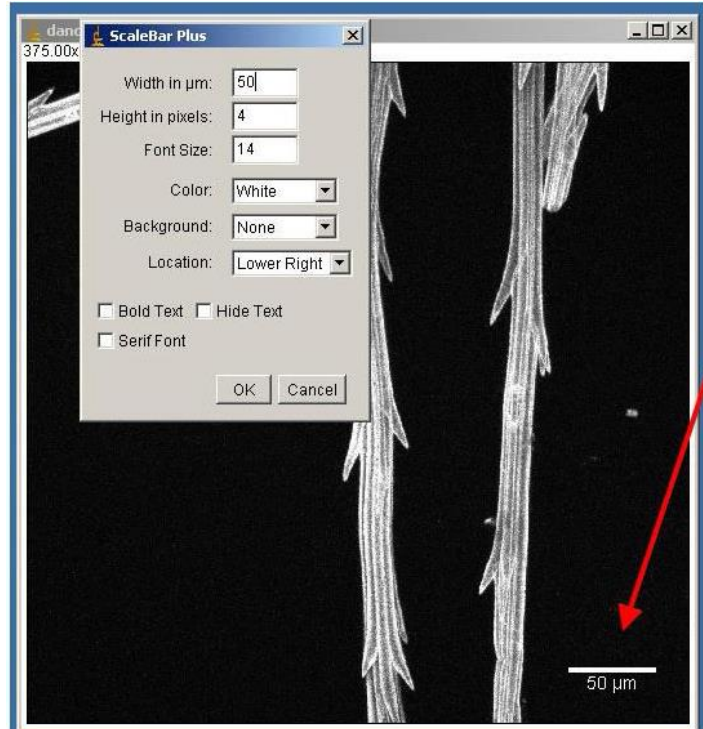 dand
ScaleBar Plus
375.00x
Width in µm: 50
Height in pixels: 4
Font Size: 14
Color: White
Background: None
Location: Lower Right
Bold Text Hide Text
Serif Font
OK Cancel
50 µm